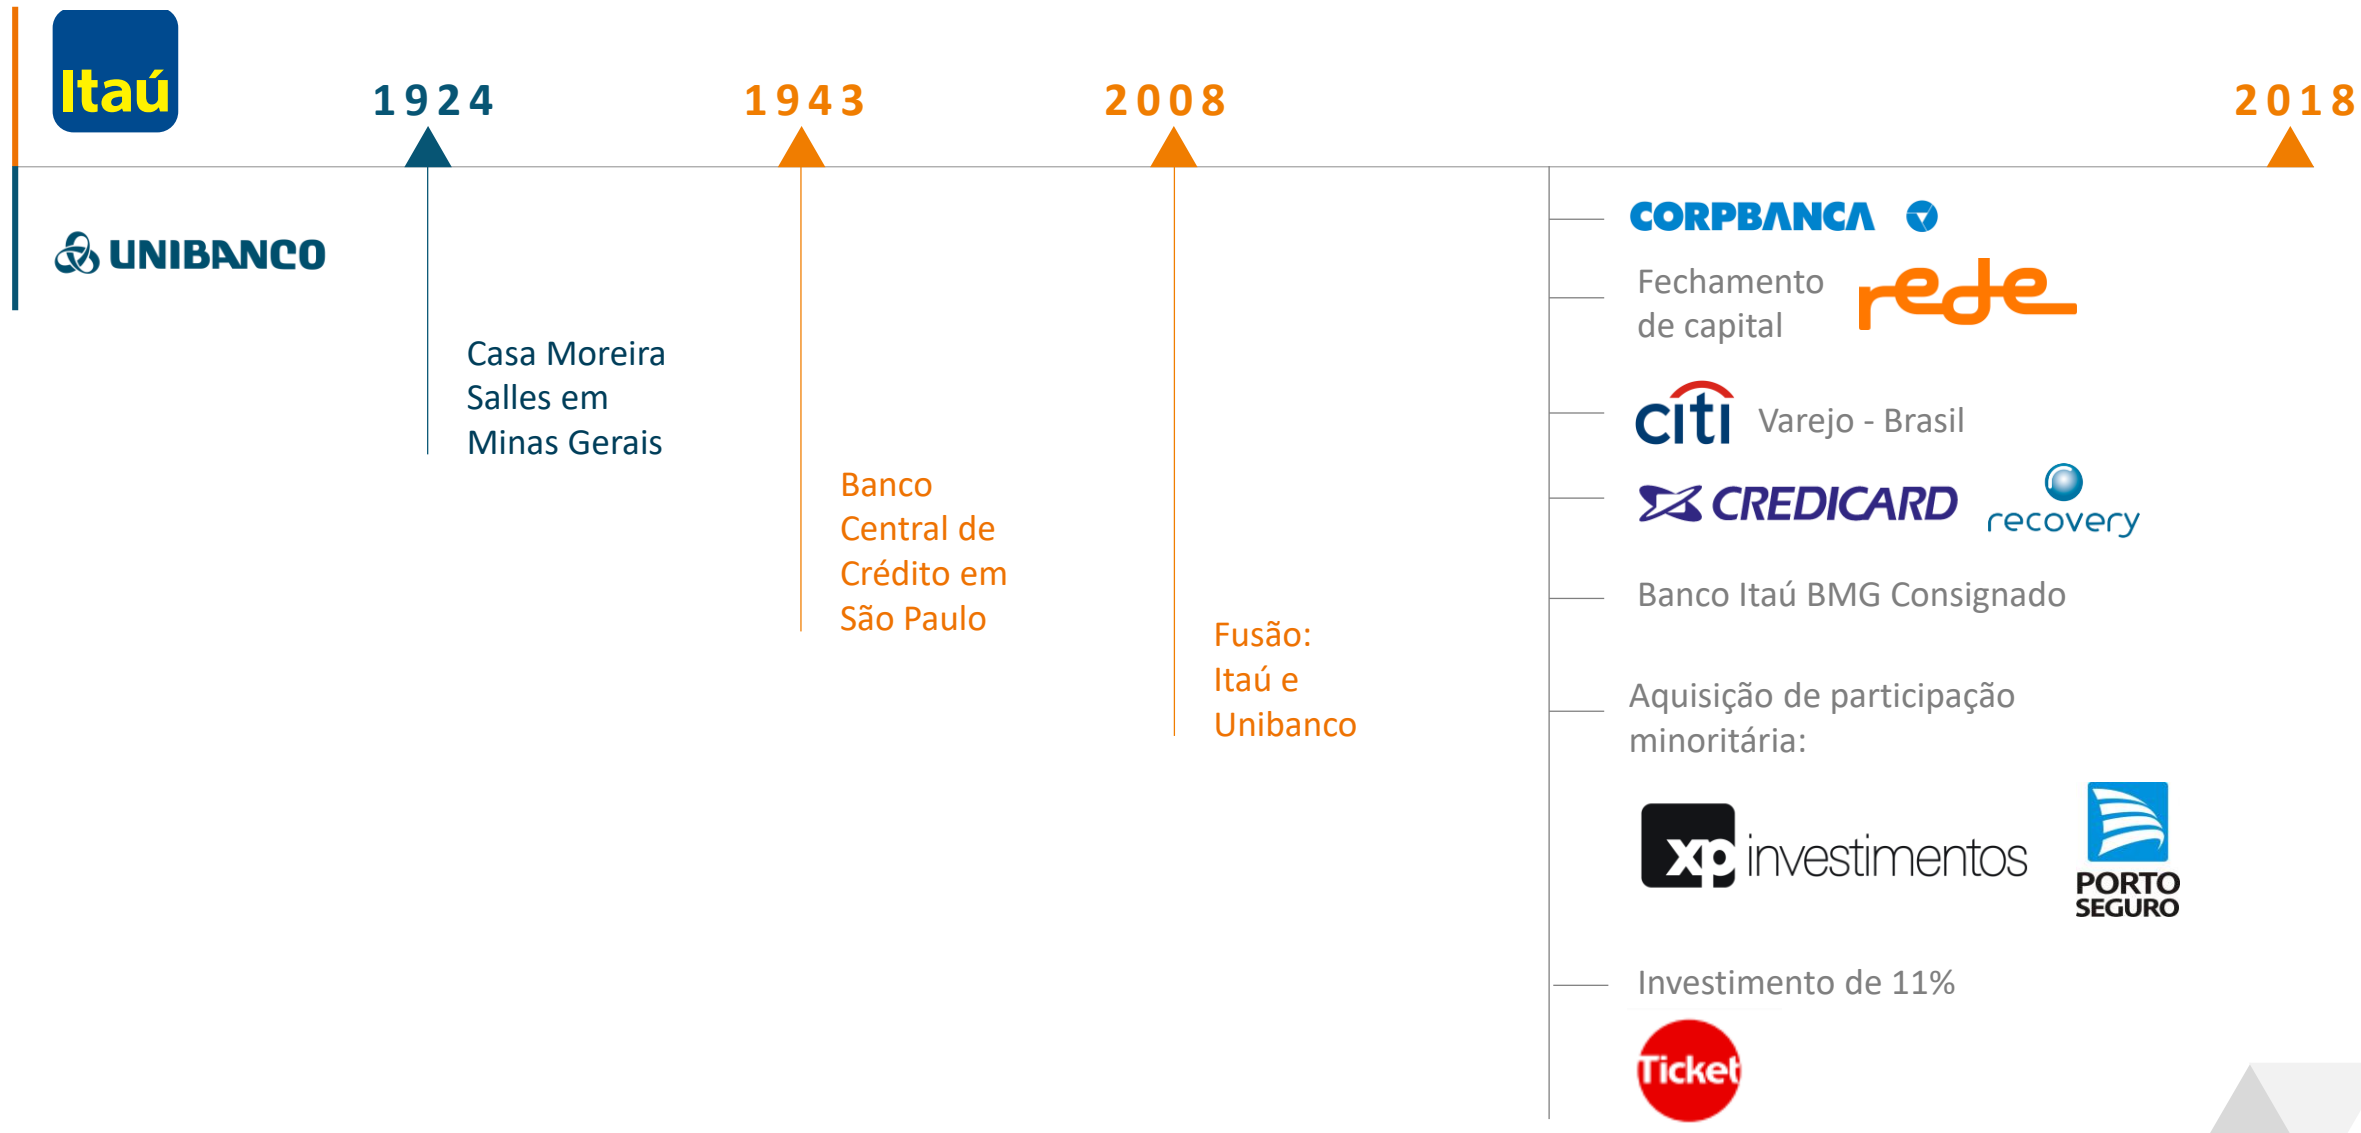 Itaú
1924
1943
2008
2018
UNIBANCO
Casa Moreira
Salles em
Minas Gerais
Banco
Central de
Crédito em
São Paulo
Fusão:
Itaú e
Unibanco
CORPBANCA
Fechamento
de capital
rede
citi
Varejo - Brasil
CREDICARD
recovery
Banco Itaú BMG Consignado
Aquisição de participação
minoritária:
xp investimentos
PORTO
SEGURO
Investimento de 11%
Ticket